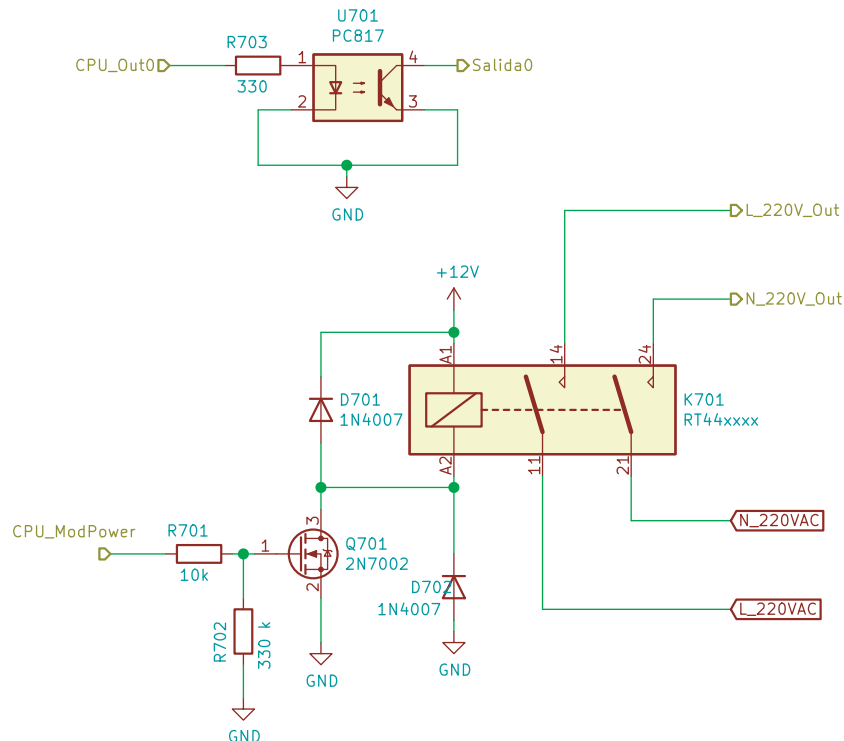 U701
PC817
R703
CPU_Out0
330
1
2
4
3
Salida0
GND
L_220V_Out
+12V
N_220V_Out
A1
14
24
D701
1N4007
K701
RT44xxxx
A2
11
21
CPU_ModPower
R701
10k
1
3
2
Q701
2N7002
N_220VAC
D702
1N4007
L_220VAC
R702
330 k
GND
GND
GND